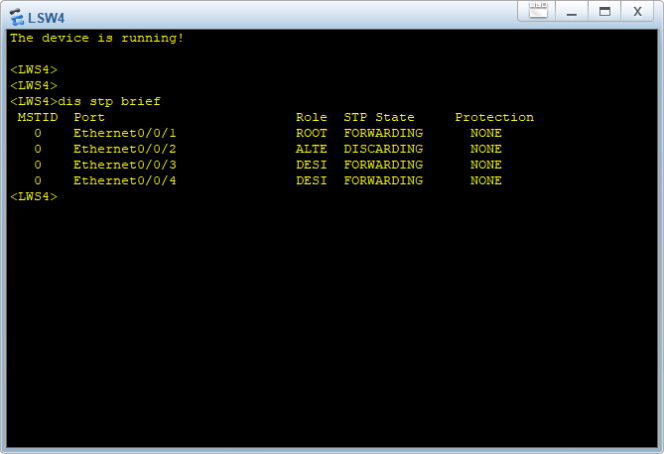 LSW4
X
The device is running!
<LWS4>
<LWS4>
<LWS4>dis stp brief
MSTID Port Role STP State Protection
0 Ethernet0/0/1 ROOT FORWARDING NONE
0 Ethernet0/0/2 ALTE DISCARDING NONE
0 Ethernet0/0/3 DESI FORWARDING NONE
0 Ethernet0/0/4 DESI FORWARDING NONE
<LWS4>